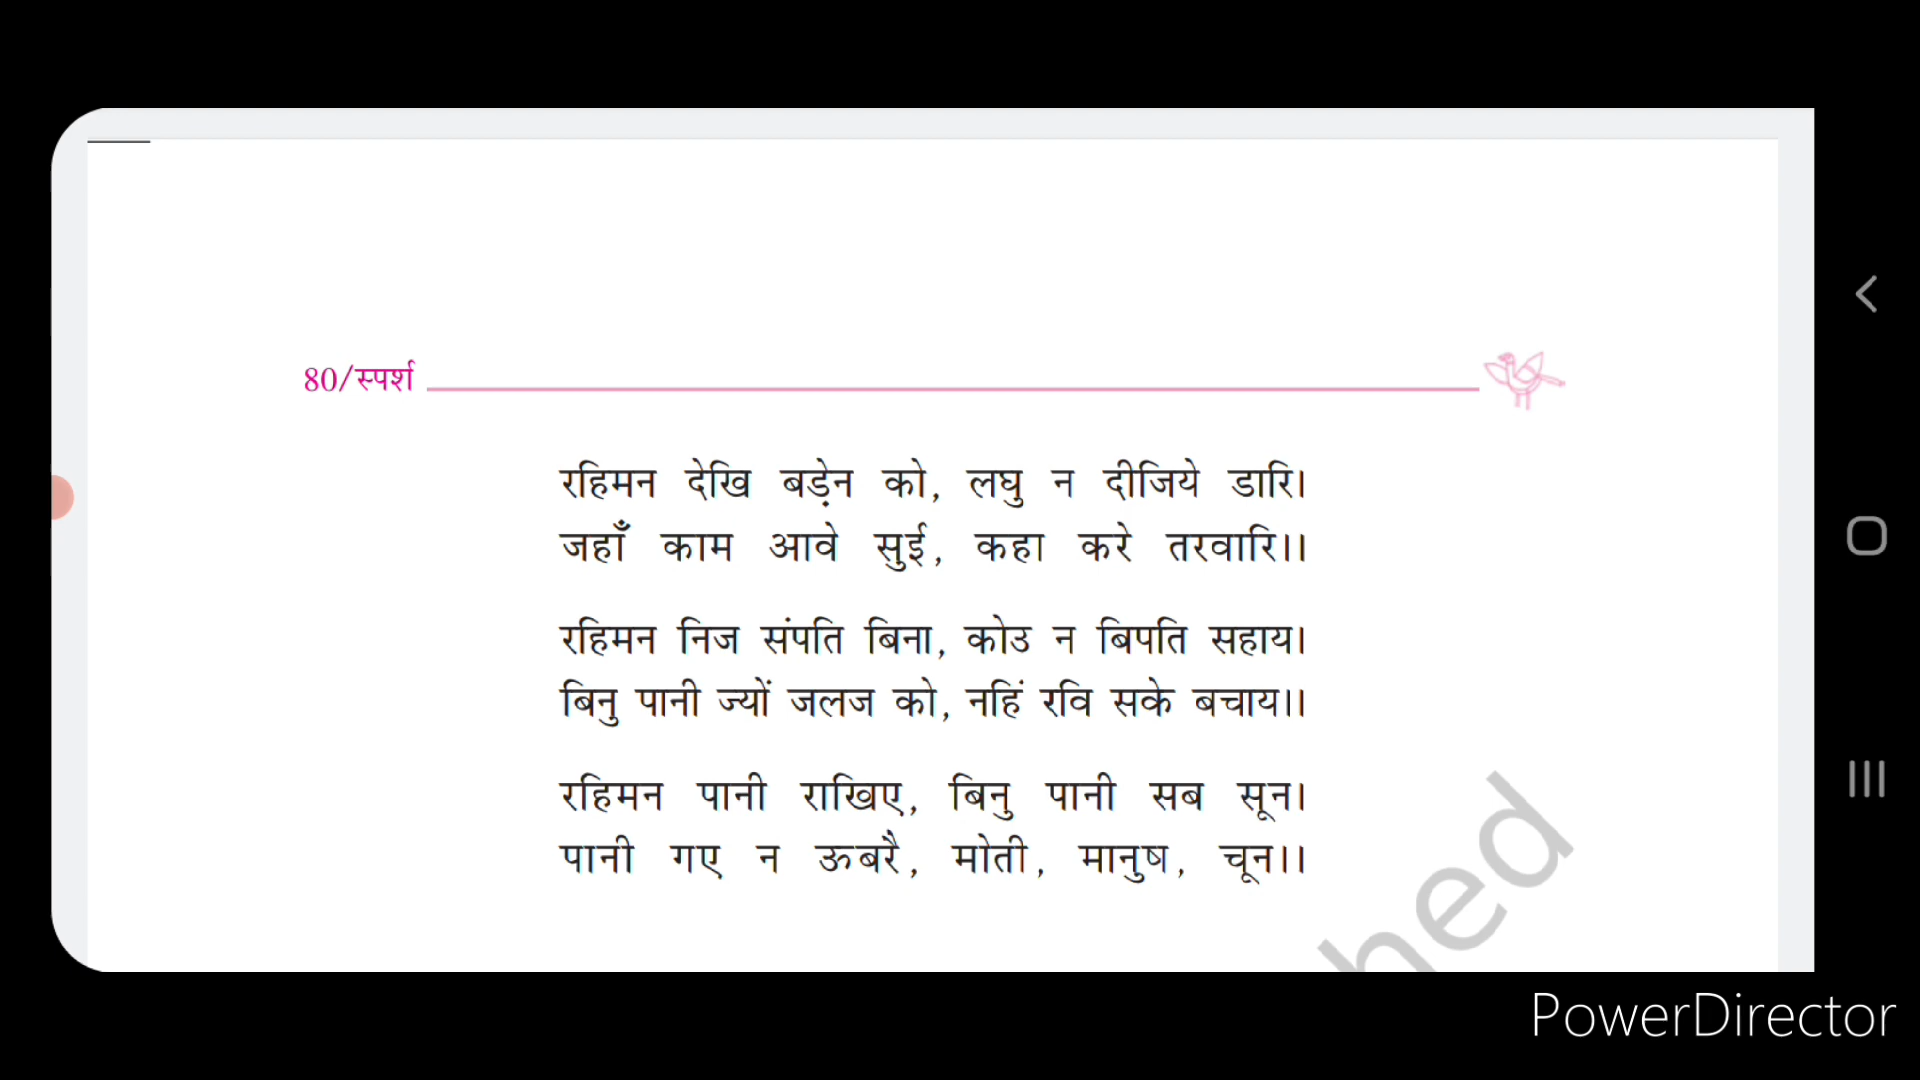 80/स्पर्श
रहिमन देखि बड़ेन को, लघु न दीजिये डारि।
जहाँ काम आवे सुई, कहा करे तरवारि।।
रहिमन निज संपति बिना, कोउ न बिपति सहाय।
बिनु पानी ज्यों जलज को, नहिं रवि सके बचाय।।
रहिमन पानी राखिए, बिनु पानी सब सून।
पानी गए न ऊबरै, मोती, मानुष, चून।।
hed
PowerDirector